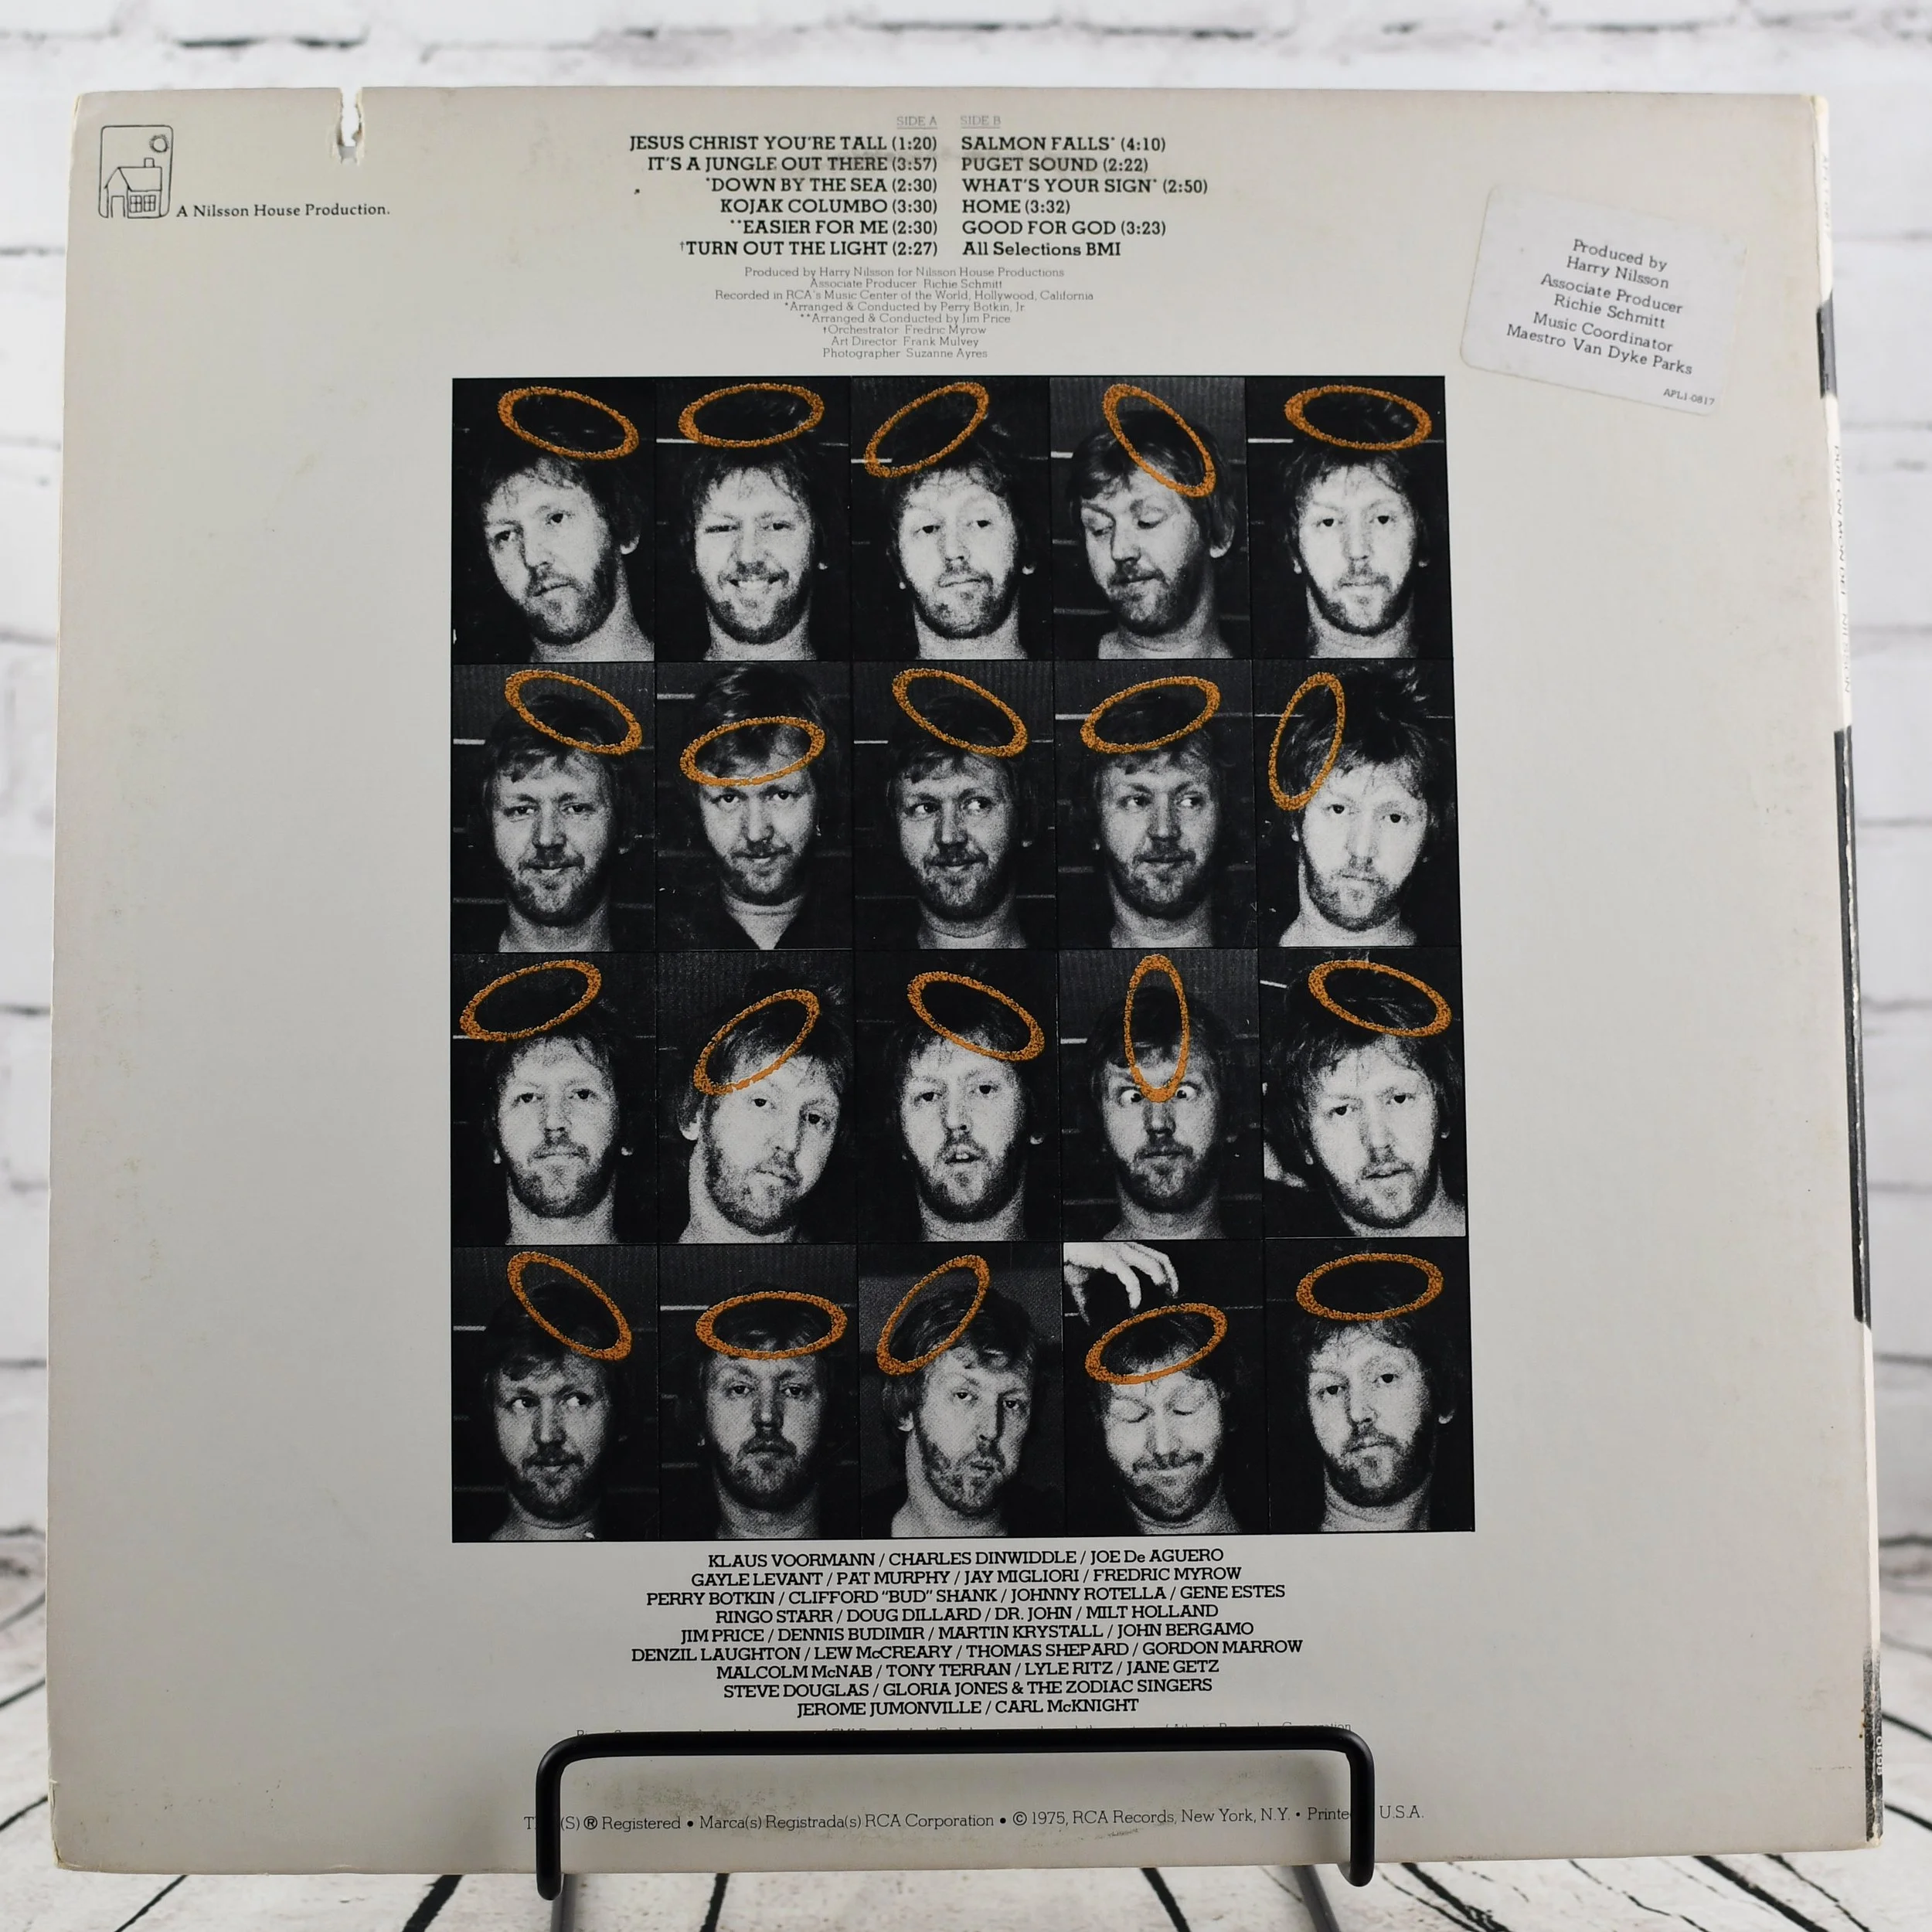 A Nilsson House Production.
SIDE A
JESUS CHRIST YOU'RE TALL (1:20)
IT'S A JUNGLE OUT THERE (3:57)
*DOWN BY THE SEA (2:30)
KOJAK COLUMBO (3:30)
**EASIER FOR ME (2:30)
†TURN OUT THE LIGHT (2:27)
SIDE B
SALMON FALLS* (4:10)
PUGET SOUND (2:22)
WHAT'S YOUR SIGN* (2:50)
HOME (3:32)
GOOD FOR GOD (3:23)
All Selections BMI
Produced by Harry Nilsson for Nilsson House Productions
Associate Producer Richie Schmitt
Recorded in RCA's Music Center of the World, Hollywood, California
*Arranged & Conducted by Perry Botkin, Jr.
**Arranged & Conducted by Jim Price
†Orchestrator Fredric Myrow
Art Director Frank Mulvey
Photographer Suzanne Ayres
Produced by
Harry Nilsson
Associate Producer
Richie Schmitt
Music Coordinator
Maestro Van Dyke Parks
APL1-0817
KLAUS VOORMANN / CHARLES DINWIDDLE / JOE De AGUERO
GAYLE LEVANT / PAT MURPHY / JAY MIGLIORI / FREDRIC MYROW
PERRY BOTKIN / CLIFFORD "BUD" SHANK / JOHNNY ROTELLA / GENE ESTES
RINGO STARR / DOUG DILLARD / DR. JOHN / MILT HOLLAND
JIM PRICE / DENNIS BUDIMIR / MARTIN KRYSTALL / JOHN BERGAMO
DENZIL LAUGHTON / LEW McCREARY / THOMAS SHEPARD / GORDON MARROW
MALCOLM McNAB / TONY TERRAN / LYLE RITZ / JANE GETZ
STEVE DOUGLAS / GLORIA JONES & THE ZODIAC SINGERS
JEROME JUMONVILLE / CARL McKNIGHT
(S) ® Registered • Marca(s) Registrada(s) RCA Corporation • © 1975, RCA Records, New York, N.Y. • Printe U.S.A.